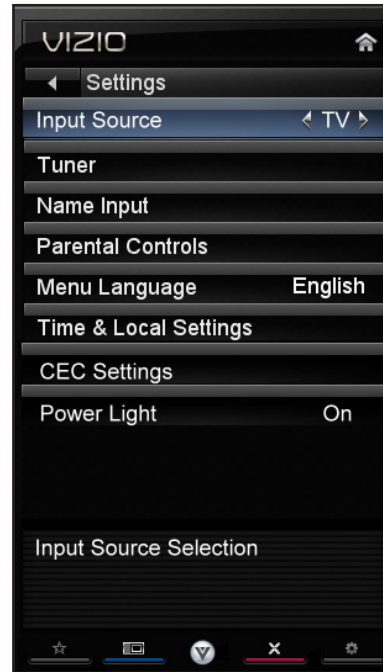 VIZIO
Settings
Input Source TV
Tuner
Name Input
Parental Controls
Menu Language English
Time & Local Settings
CEC Settings
Power Light On
Input Source Selection
V